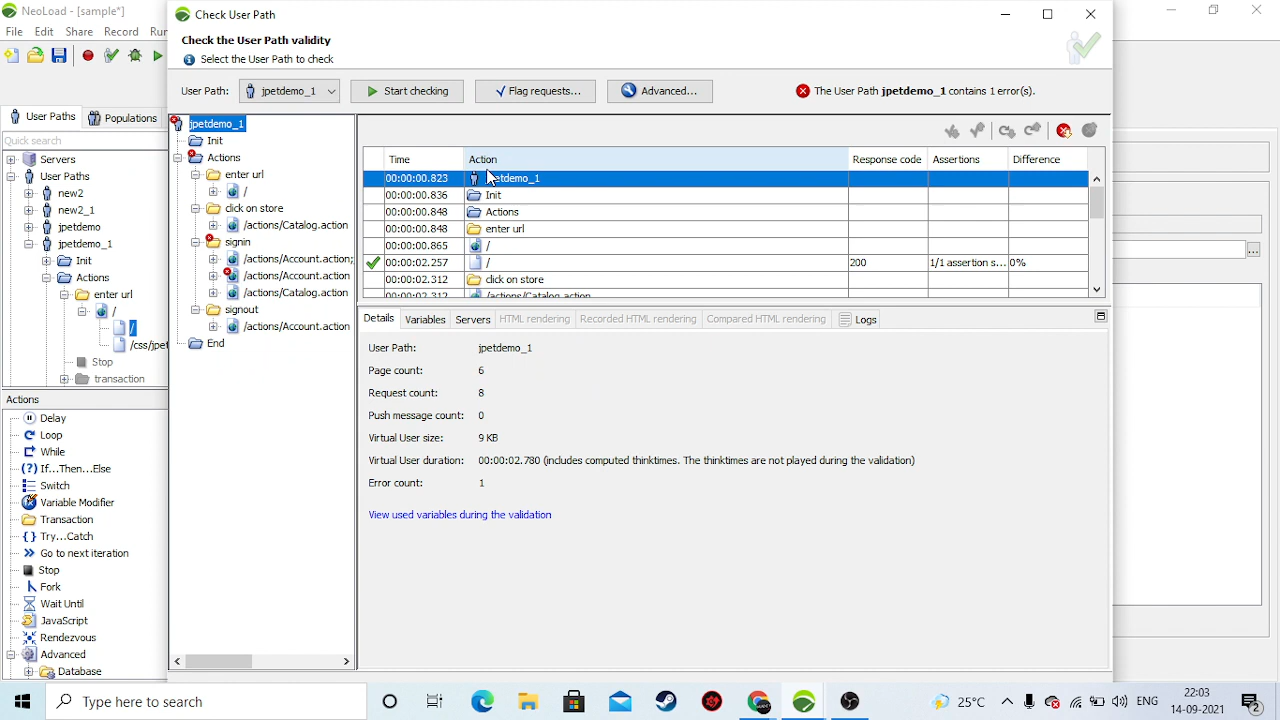 NeoLoad - [sample*]
File Edit Share Record Run
Check User Path
Check the User Path validity
Select the User Path to check
User Path: jpetdemo_1 Start checking Flag requests... Advanced... The User Path jpetdemo_1 contains 1 error(s).
User Paths Populations
Quick search
Servers
User Paths
new2
new2_1
jpetdemo
jpetdemo_1
Init
Actions
enter url
/
/
/css/jpet
Stop
transaction
Actions
Delay
Loop
While
If...Then...Else
Switch
Variable Modifier
Transaction
Try...Catch
Go to next iteration
Stop
Fork
Wait Until
JavaScript
Rendezvous
Advanced
Database
jpetdemo_1
Init
Actions
enter url
/
click on store
/actions/Catalog.action
signin
/actions/Account.action;
/actions/Account.action
/actions/Catalog.action
signout
/actions/Account.action
End
Time Action Response code Assertions Difference
00:00:00.823 jpetdemo_1
00:00:00.836 Init
00:00:00.848 Actions
00:00:00.848 enter url
00:00:00.865 /
00:00:02.257 / 200 1/1 assertion s... 0%
00:00:02.312 click on store
00:00:02.312 /actions/Catalog.action
Details Variables Servers HTML rendering Recorded HTML rendering Compared HTML rendering Logs
User Path: jpetdemo_1
Page count: 6
Request count: 8
Push message count: 0
Virtual User size: 9 KB
Virtual User duration: 00:00:02.780 (includes computed thinktimes. The thinktimes are not played during the validation)
Error count: 1
View used variables during the validation
...
Type here to search
25°C
ENG
22:03
14-09-2021
2